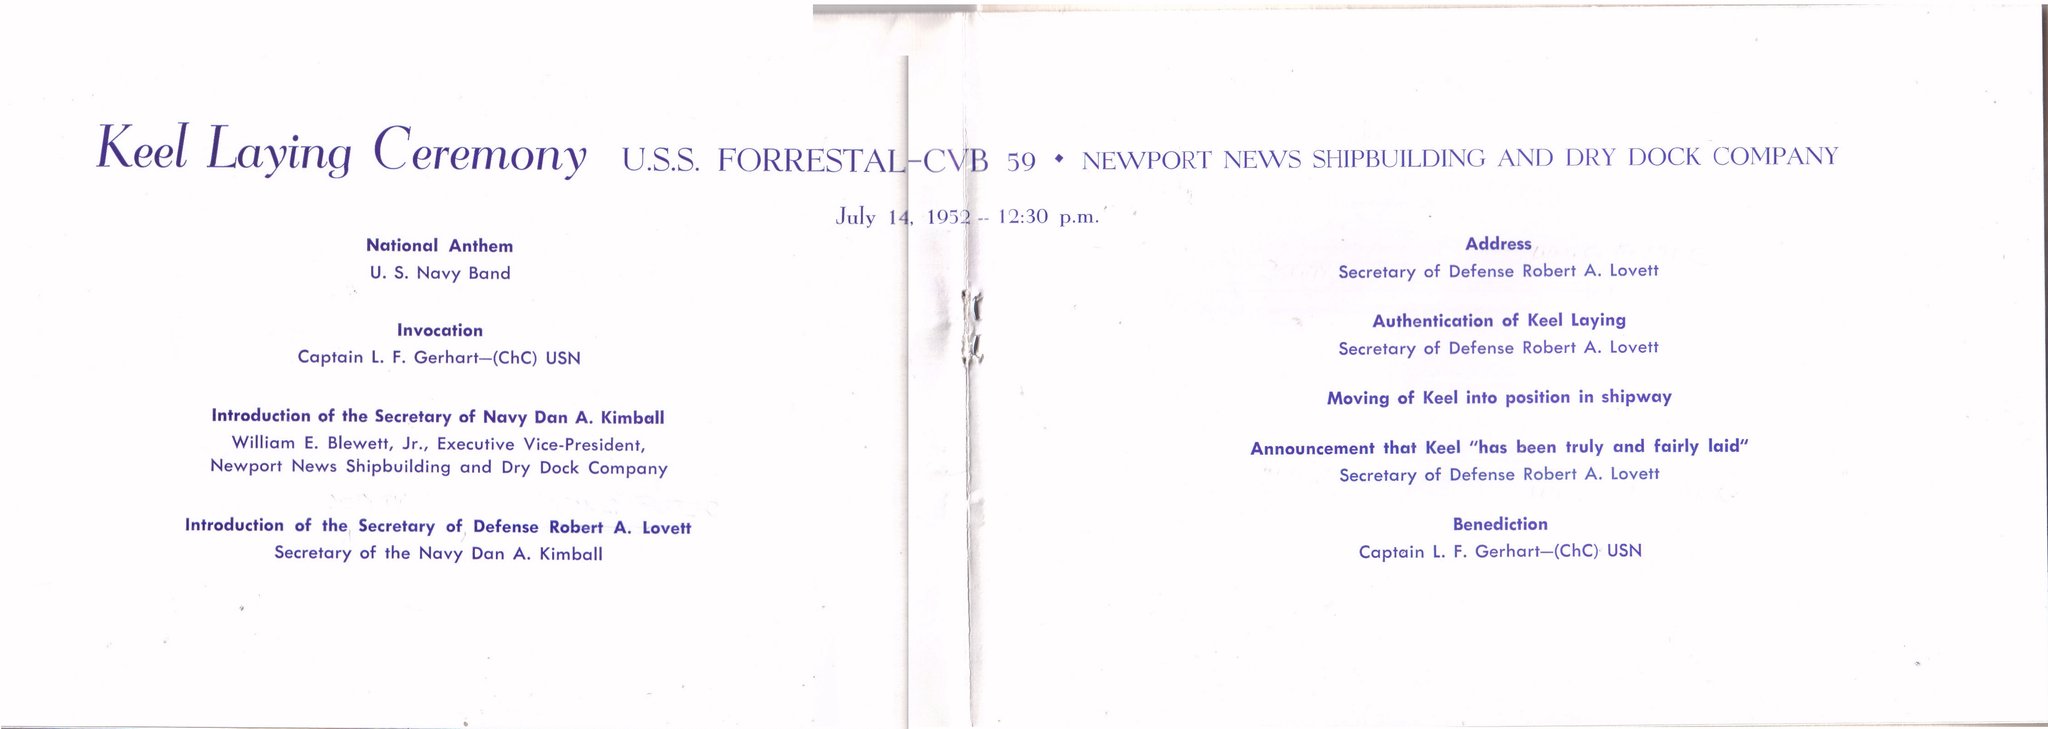 Keel Laying Ceremony U.S.S. FORRESTAL-CVB 59 ◆ NEWPORT NEWS SHIPBUILDING AND DRY DOCK COMPANY
July 14, 1952 -- 12:30 p.m.
National Anthem
U. S. Navy Band
Invocation
Captain L. F. Gerhart—(ChC) USN
Introduction of the Secretary of Navy Dan A. Kimball
William E. Blewett, Jr., Executive Vice-President,
Newport News Shipbuilding and Dry Dock Company
Introduction of the Secretary of Defense Robert A. Lovett
Secretary of the Navy Dan A. Kimball
Address
Secretary of Defense Robert A. Lovett
Authentication of Keel Laying
Secretary of Defense Robert A. Lovett
Moving of Keel into position in shipway
Announcement that Keel "has been truly and fairly laid"
Secretary of Defense Robert A. Lovett
Benediction
Captain L. F. Gerhart—(ChC) USN